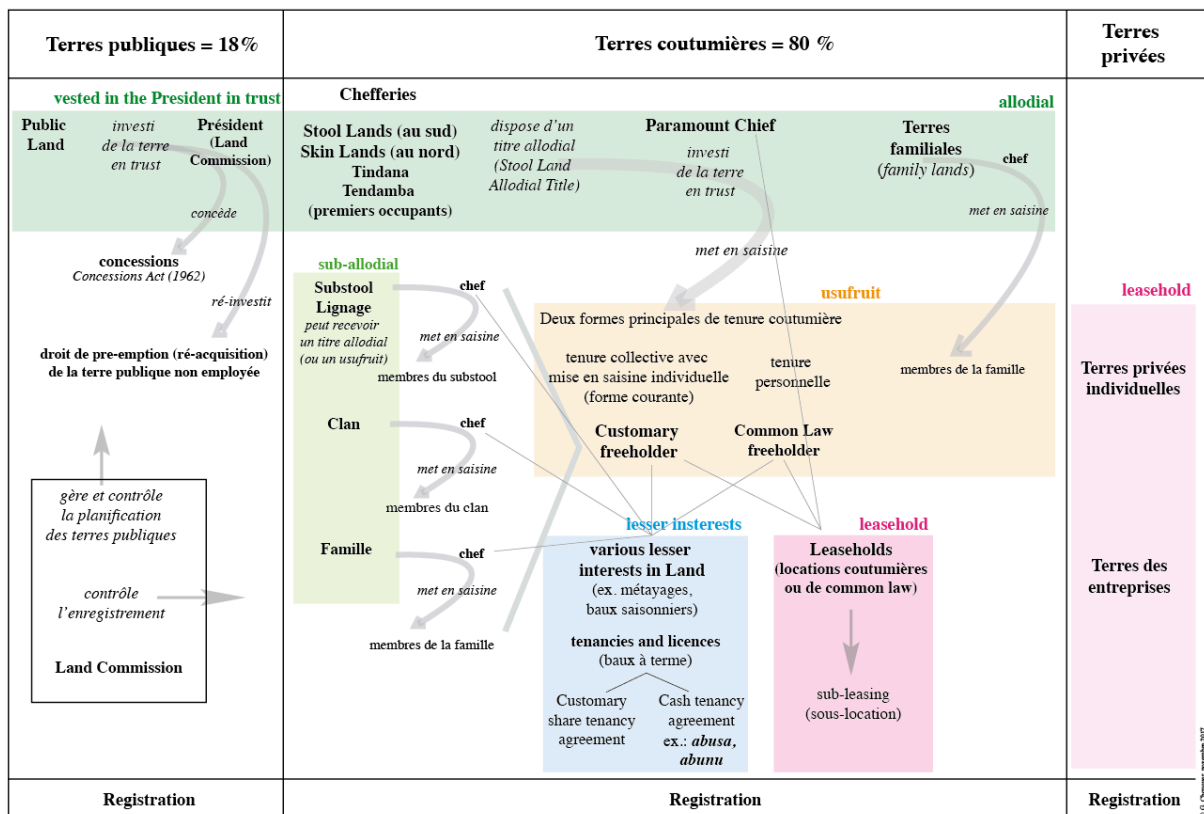 Terres publiques = 18%
Terres coutumières = 80 %
Terres
privées
vested in the President in trust
Public
Land
investi
de la terre
en trust
Président
(Land
Commission)
concède
concessions
Concessions Act (1962)
ré-investit
droit de pre-emption (ré-acquisition)
de la terre publique non employée
gère et contrôle
la planification
des terres publiques
contrôle
l'enregistrement
Land Commission
Chefferies
allodial
Stool Lands (au sud)
Skin Lands (au nord)
Tindana
Tendamba
(premiers occupants)
dispose d'un
titre allodial
(Stool Land
Allodial Title)
Paramount Chief
investi
de la terre
en trust
Terres
familiales
(family lands)
chef
met en saisine
met en saisine
sub-allodial
Substool
Lignage
peut recevoir
un titre allodial
(ou un usufruit)
chef
met en saisine
membres du substool
Clan
chef
met en saisine
membres du clan
Famille
chef
met en saisine
membres de la famille
usufruit
Deux formes principales de tenure coutumière
tenure collective avec
mise en saisine individuelle
(forme courante)
tenure
personnelle
membres de la famille
Customary
freeholder
Common Law
freeholder
lesser insterests
various lesser
interests in Land
(ex. métayages,
baux saisonniers)
tenancies and licences
(baux à terme)
Customary
share tenancy
agreement
Cash tenancy
agreement
ex.: abusa,
abunu
leasehold
Leaseholds
(locations coutumières
ou de common law)
sub-leasing
(sous-location)
leasehold
Terres privées
individuelles
Terres des
entreprises
Registration
Registration
Registration